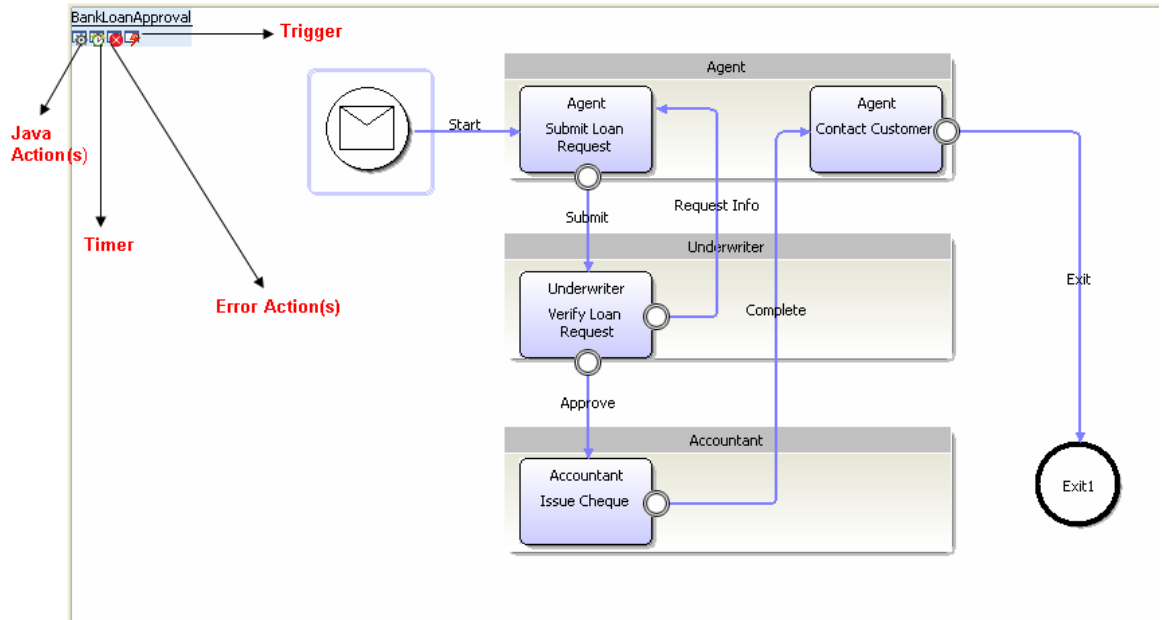 BankLoanApproval
Trigger
Java
Action(s)
Timer
Error Action(s)
Start
Agent
Agent
Submit Loan
Request
Agent
Contact Customer
Submit
Request Info
Underwriter
Underwriter
Verify Loan
Request
Complete
Exit
Approve
Accountant
Accountant
Issue Cheque
Exit1